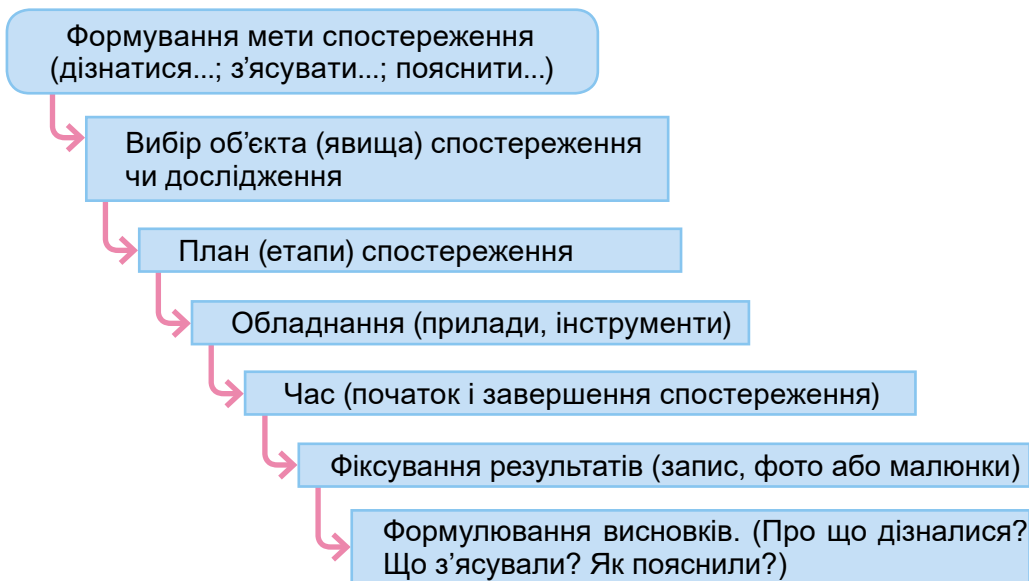 Формування мети спостереження
(дізнатися...; з'ясувати...; пояснити...)
Вибір об’єкта (явища) спостереження
чи дослідження
План (етапи) спостереження
Обладнання (прилади, інструменти)
Час (початок і завершення спостереження)
Фіксування результатів (запис, фото або малюнки)
Формулювання висновків. (Про що дізналися?
Що з’ясували? Як пояснили?)